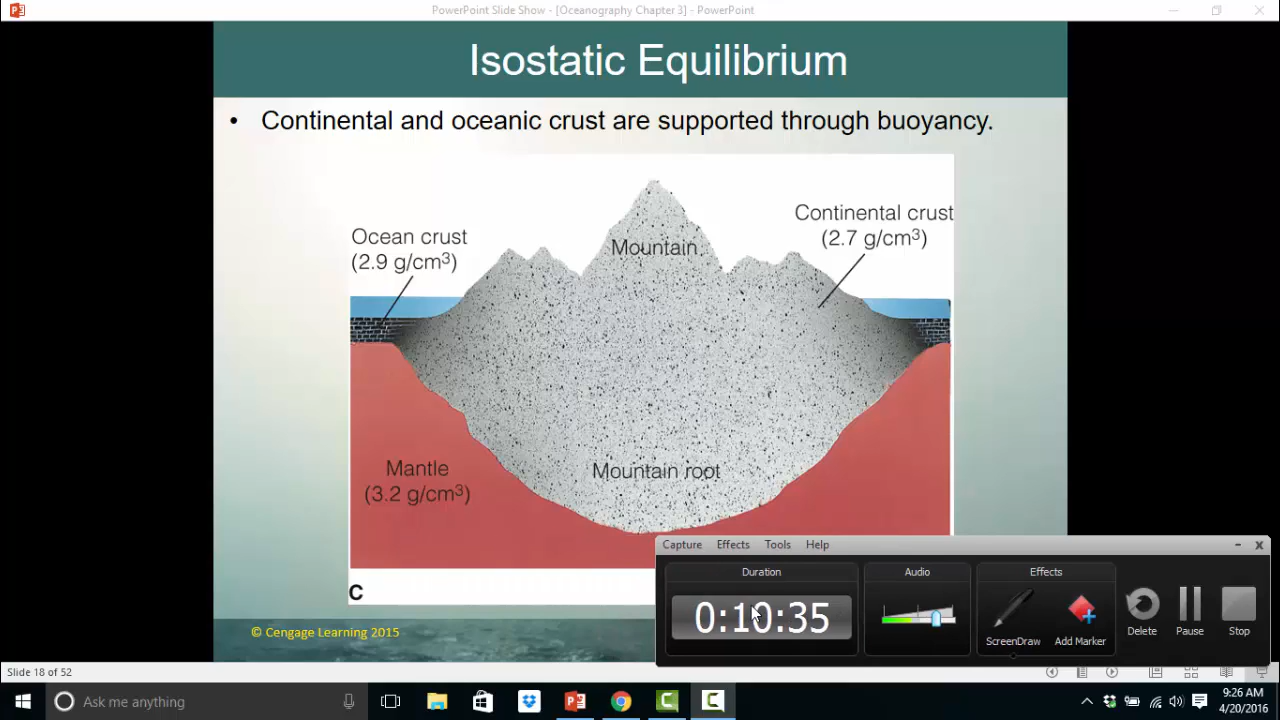 PowerPoint Slide Show - [Oceanography Chapter 3] - PowerPoint
Isostatic Equilibrium
• Continental and oceanic crust are supported through buoyancy.
Continental crust
(2.7 g/cm³)
Ocean crust
(2.9 g/cm³)
Mountain
Mountain root
Mantle
(3.2 g/cm³)
C
© Cengage Learning 2015
Capture Effects Tools Help
Duration
0:10:35
Audio
Effects
ScreenDraw
Add Marker
Delete
Pause
Stop
Slide 18 of 52
Ask me anything
9:26 AM
4/20/2016